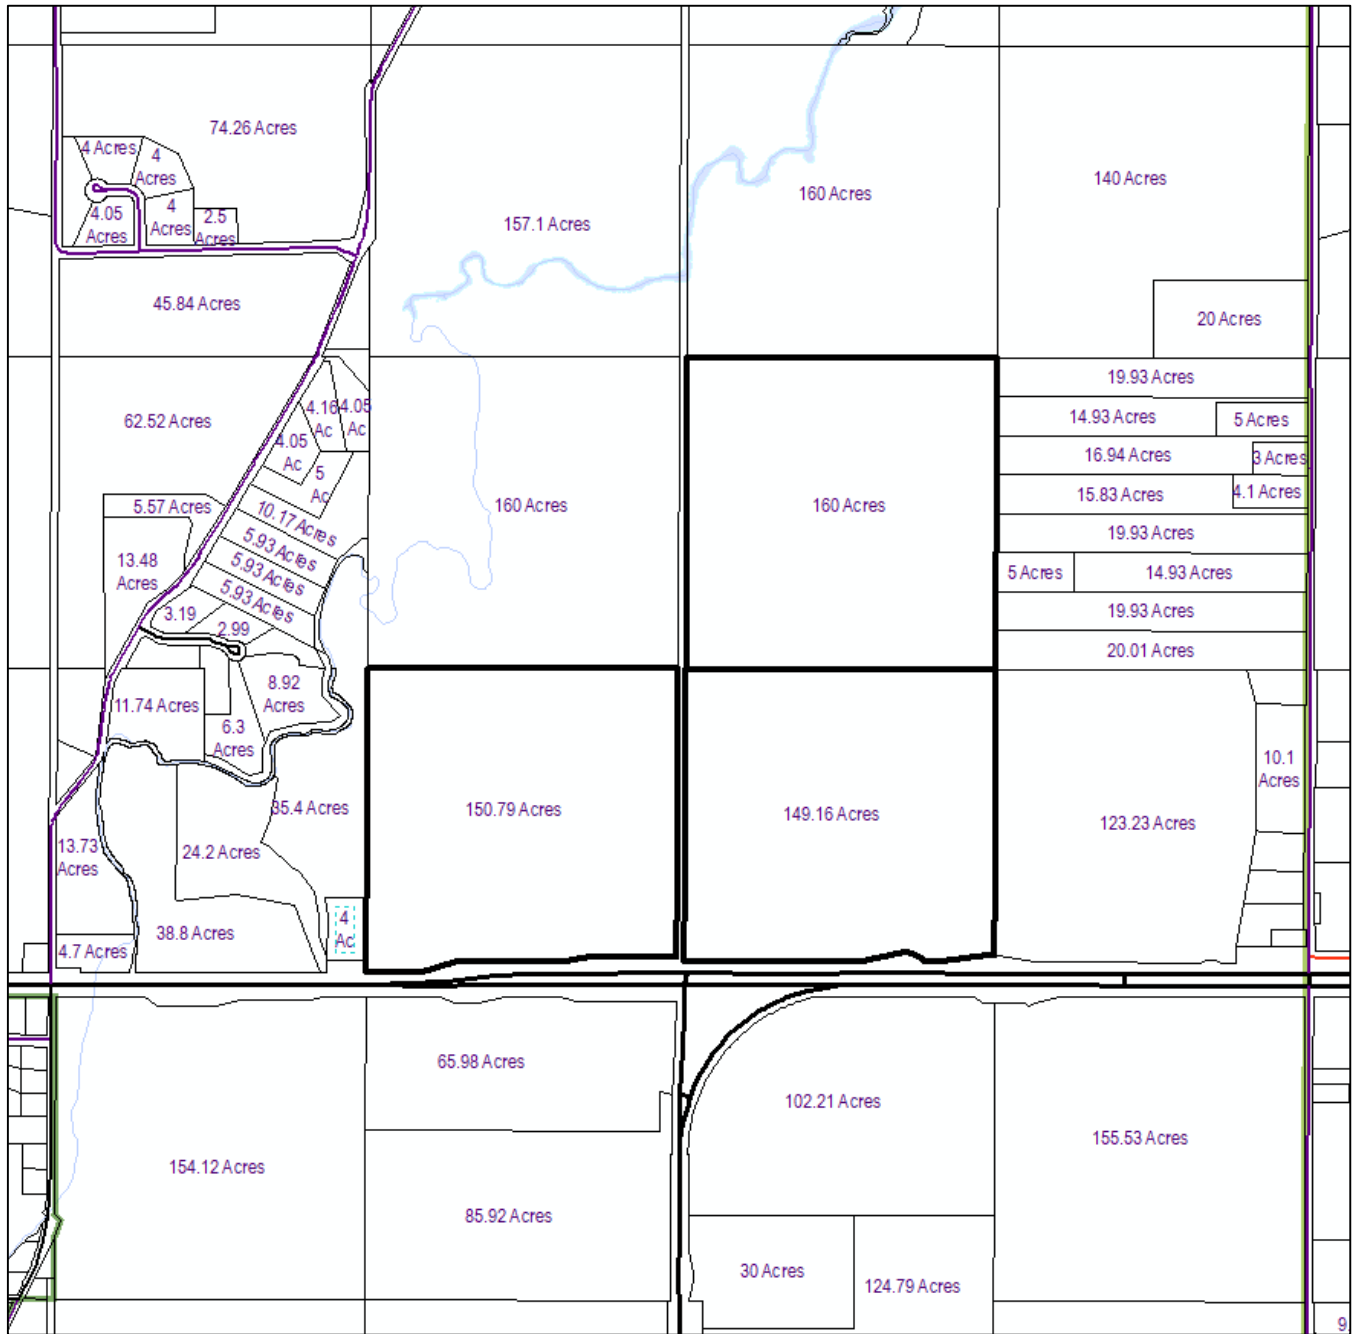 74.26 Acres
4 Acres
4
Acres
4.05
Acres
4
Acres
2.5
Acres
157.1 Acres
160 Acres
140 Acres
45.84 Acres
20 Acres
62.52 Acres
4.16
Ac
4.05
Ac
4.05
Ac
5
Ac
5.57 Acres
10.17 Acres
5.93 Acres
5.93 Acres
5.93 Acres
13.48
Acres
3.19
2.99
160 Acres
160 Acres
19.93 Acres
14.93 Acres
5 Acres
16.94 Acres
3 Acres
15.83 Acres
4.1 Acres
19.93 Acres
5 Acres
14.93 Acres
19.93 Acres
20.01 Acres
11.74 Acres
8.92
Acres
6.3
Acres
35.4 Acres
150.79 Acres
149.16 Acres
123.23 Acres
10.1
Acres
13.73
Acres
24.2 Acres
38.8 Acres
4
Ac
4.7 Acres
65.98 Acres
102.21 Acres
154.12 Acres
155.53 Acres
85.92 Acres
30 Acres
124.79 Acres
9